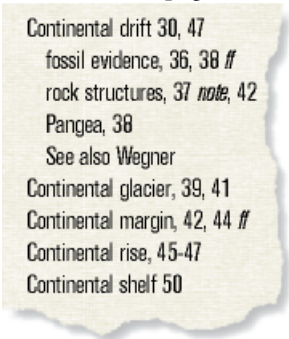 Continental drift 30, 47
fossil evidence, 36, 38 ff
rock structures, 37 note, 42
Pangea, 38
See also Wegner
Continental glacier, 39, 41
Continental margin, 42, 44 ff
Continental rise, 45-47
Continental shelf 50